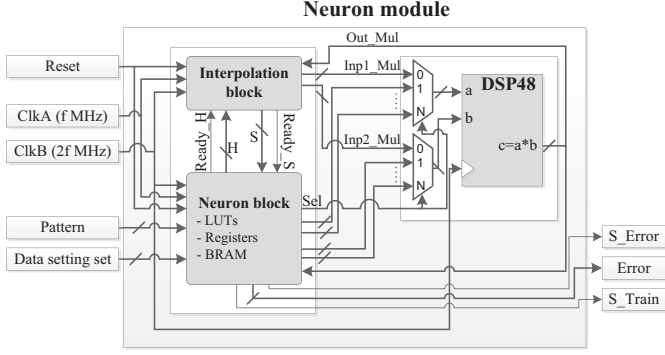 Neuron module
Out_Mul
Reset
Interpolation
block
Inp1_Mul
0
1
N
DSP48
a
b
c=a*b
ClkA (f MHz)
ClkB (2f MHz)
Ready_H
H
S
Ready_S
Inp2_Mul
0
1
N
Neuron block
- LUTs
- Registers
- BRAM
Sel
Pattern
Data setting set
S_Error
Error
S_Train